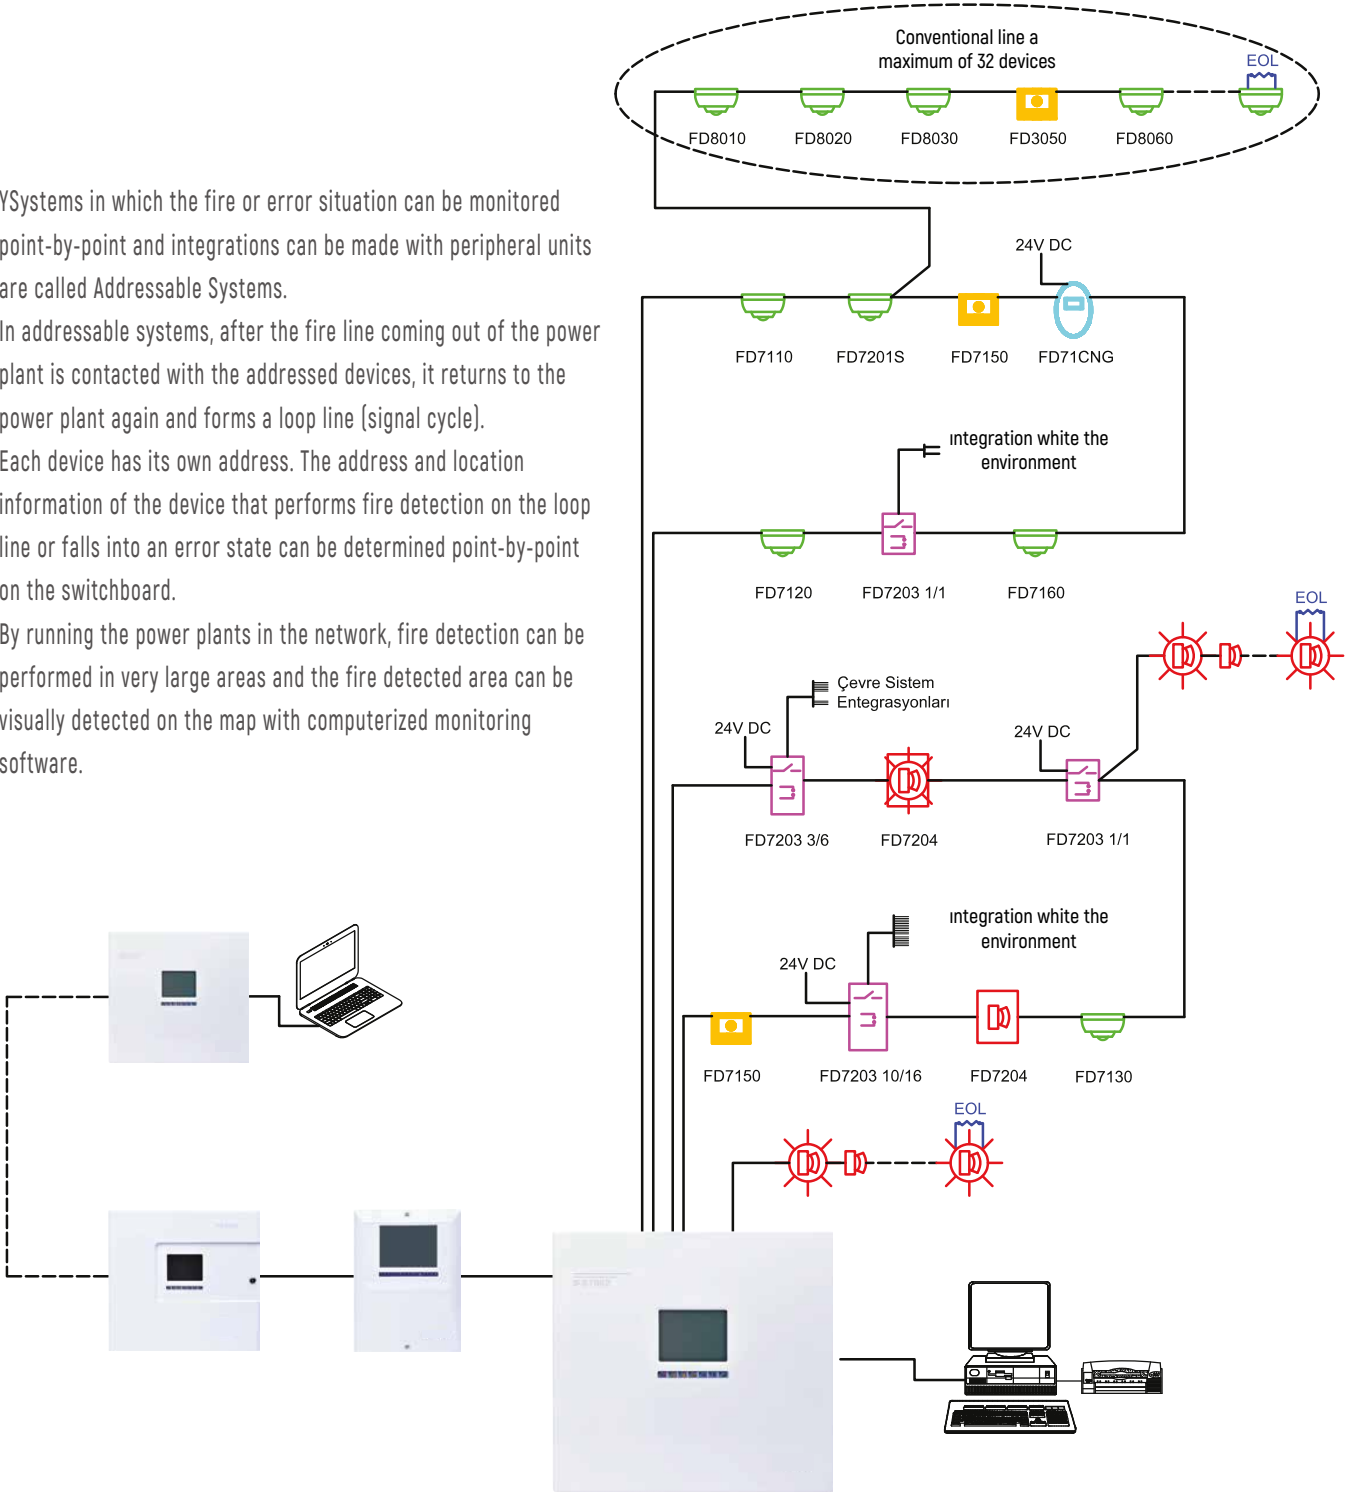 Conventional line a
maximum of 32 devices
EOL
FD8010
FD8020
FD8030
FD3050
FD8060
YSystems in which the fire or error situation can be monitored
point-by-point and integrations can be made with peripheral units
are called Addressable Systems.
In addressable systems, after the fire line coming out of the power
plant is contacted with the addressed devices, it returns to the
power plant again and forms a loop line (signal cycle).
Each device has its own address. The address and location
information of the device that performs fire detection on the loop
line or falls into an error state can be determined point-by-point
on the switchboard.
By running the power plants in the network, fire detection can be
performed in very large areas and the fire detected area can be
visually detected on the map with computerized monitoring
software.
24V DC
FD7110
FD7201S
FD7150
FD71CNG
ıntegration white the
environment
FD7120
FD7203 1/1
FD7160
EOL
Çevre Sistem
Entegrasyonları
24V DC
24V DC
FD7203 3/6
FD7204
FD7203 1/1
ıntegration white the
environment
24V DC
FD7150
FD7203 10/16
FD7204
FD7130
EOL